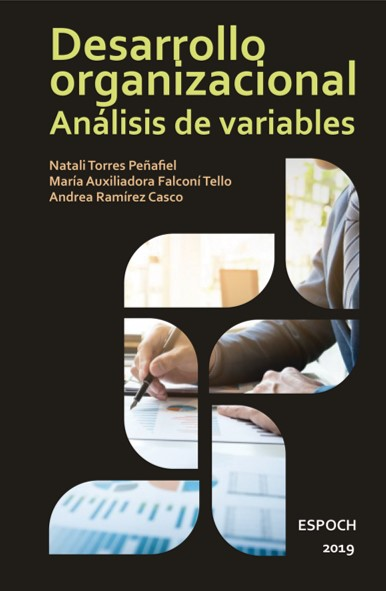 Desarrollo
organizacional
Análisis de variables
Natali Torres Peñafiel
María Auxiliadora Falconí Tello
Andrea Ramírez Casco
ESPOCH
2019